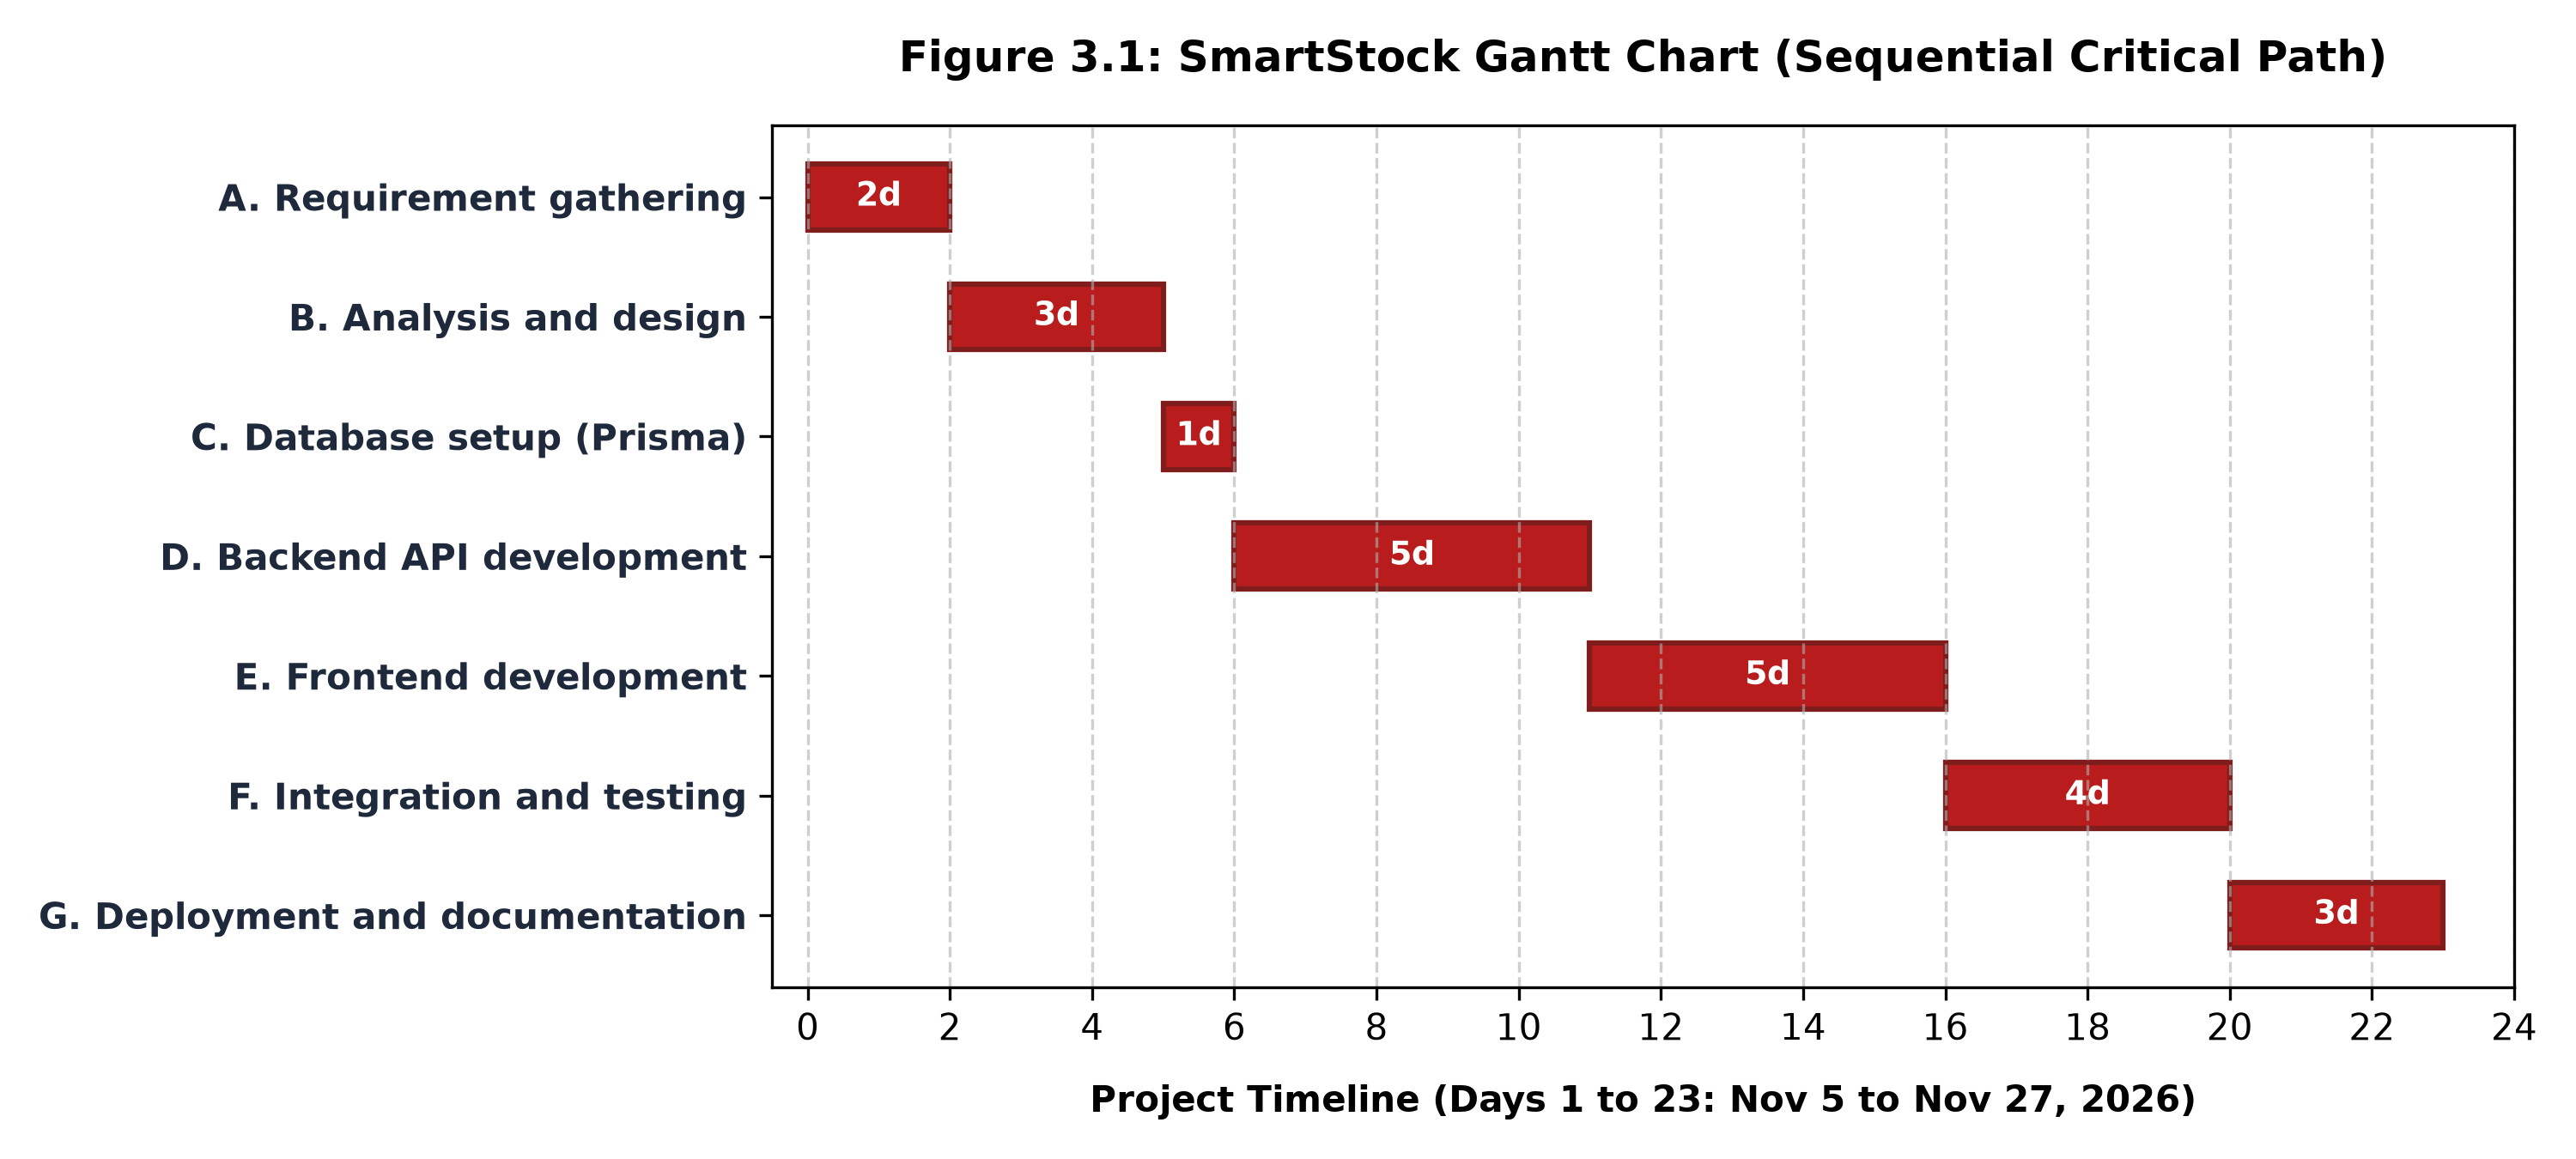 Figure 3.1: SmartStock Gantt Chart (Sequential Critical Path)
A. Requirement gathering
2d
B. Analysis and design
3d
C. Database setup (Prisma)
1d
D. Backend API development
5d
E. Frontend development
5d
F. Integration and testing
4d
G. Deployment and documentation
3d
0 2 4 6 8 10 12 14 16 18 20 22 24
Project Timeline (Days 1 to 23: Nov 5 to Nov 27, 2026)